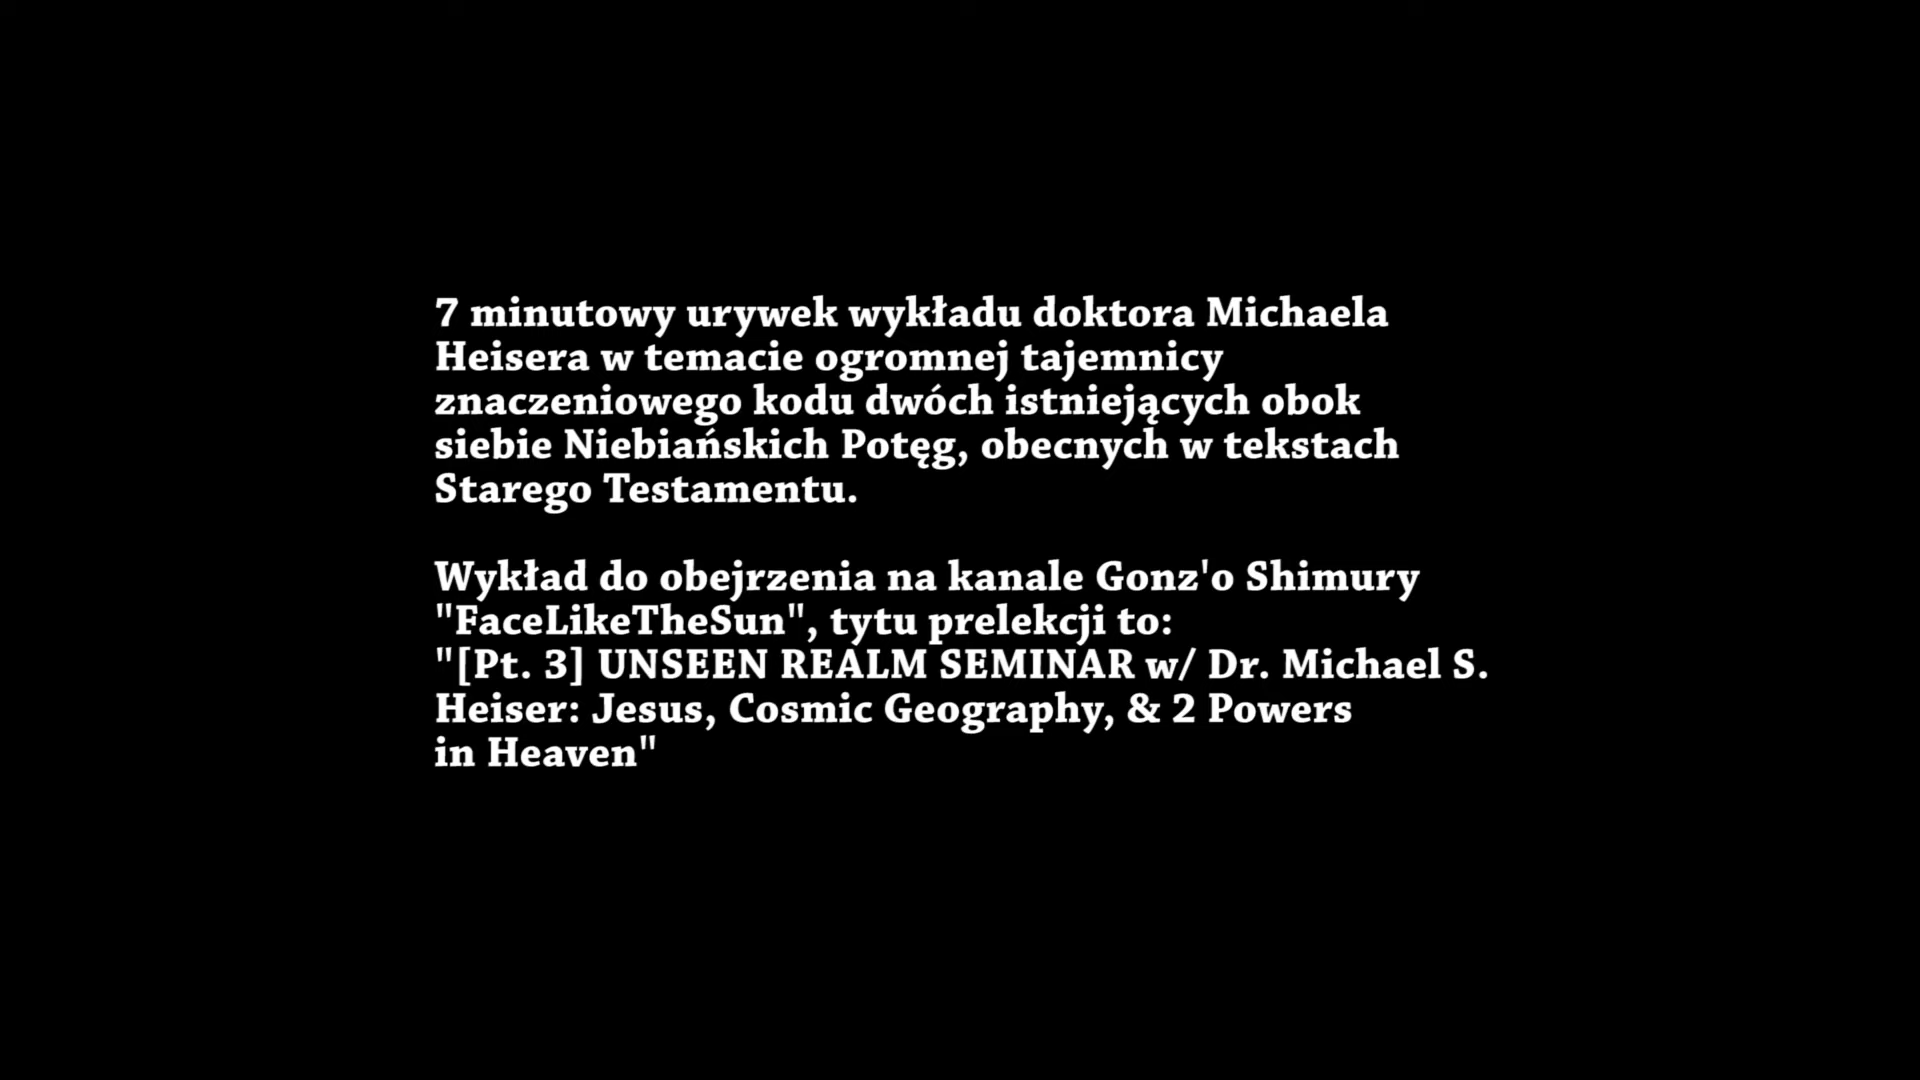 7 minutowy urywek wykładu doktora Michaela
Heisera w temacie ogromnej tajemnicy
znaczeniowego kodu dwóch istniejących obok
siebie Niebiańskich Potęg, obecnych w tekstach
Starego Testamentu.
Wykład do obejrzenia na kanale Gonz'o Shimury
"FaceLikeTheSun", tytu prelekcji to:
"[Pt. 3] UNSEEN REALM SEMINAR w/ Dr. Michael S.
Heiser: Jesus, Cosmic Geography, & 2 Powers
in Heaven"